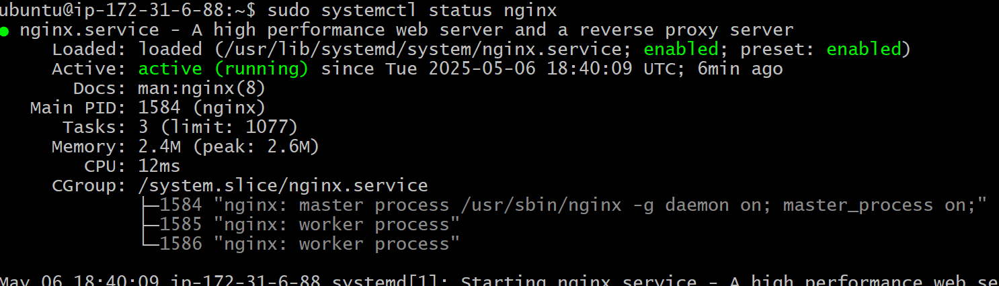 ubuntu@ip-172-31-6-88:~$ sudo systemctl status nginx
● nginx.service - A high performance web server and a reverse proxy server
     Loaded: loaded (/usr/lib/systemd/system/nginx.service; enabled; preset: enabled)
     Active: active (running) since Tue 2025-05-06 18:40:09 UTC; 6min ago
       Docs: man:nginx(8)
   Main PID: 1584 (nginx)
      Tasks: 3 (limit: 1077)
     Memory: 2.4M (peak: 2.6M)
        CPU: 12ms
     CGroup: /system.slice/nginx.service
             ├─1584 "nginx: master process /usr/sbin/nginx -g daemon on; master_process on;"
             ├─1585 "nginx: worker process"
             └─1586 "nginx: worker process"
May 06 18:40:09 ip-172-31-6-88 systemd[1]: Starting nginx.service - A high performance web se